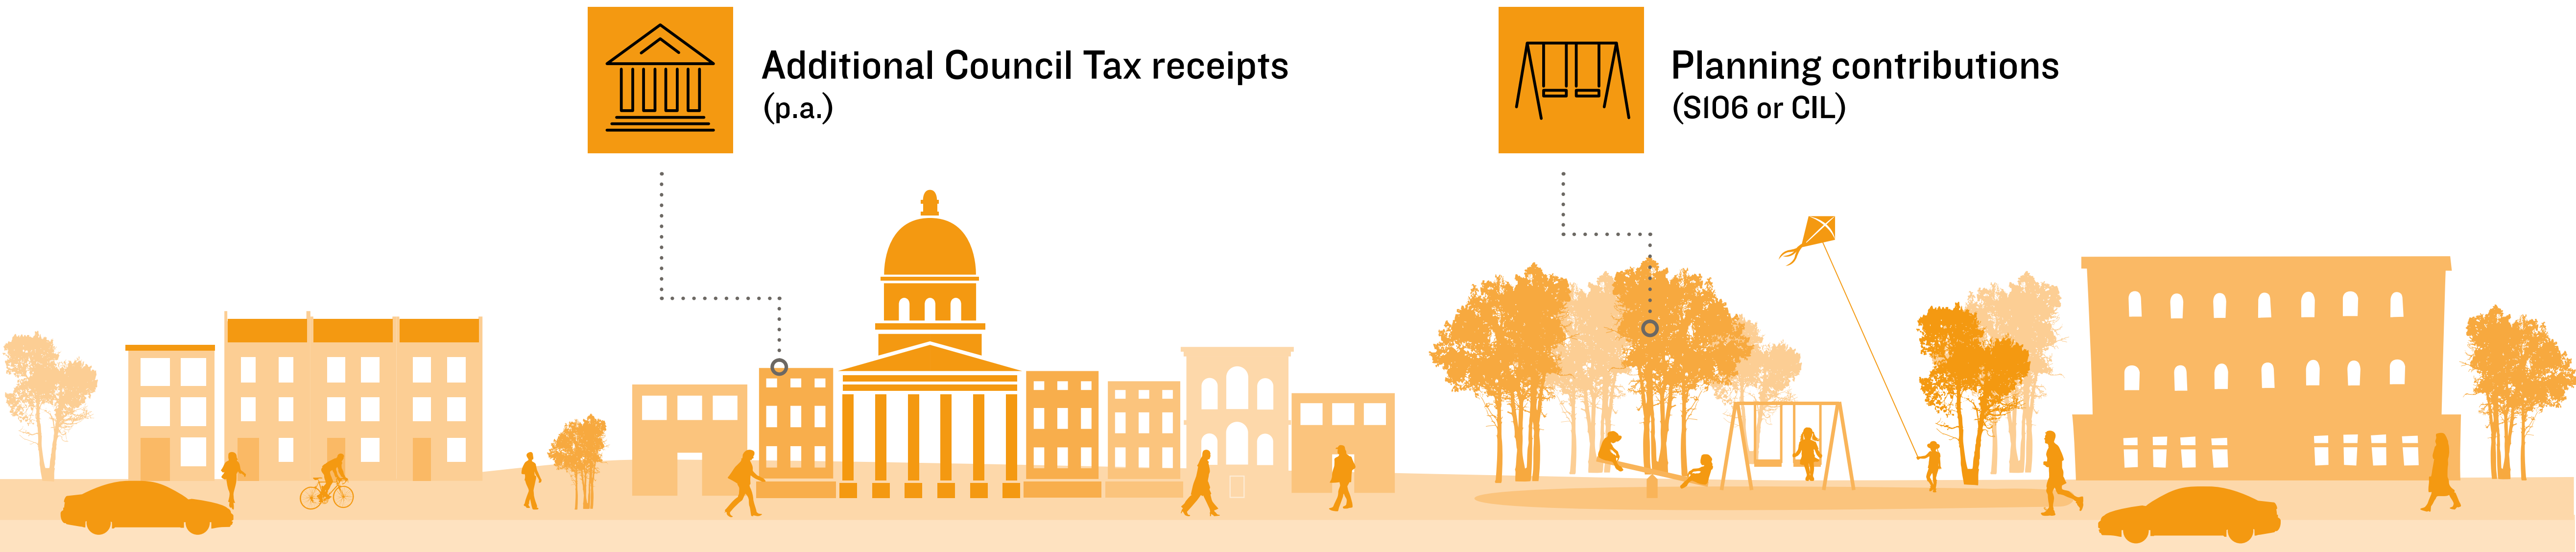 Additional Council Tax receipts
(p.a.)
Planning contributions
(S106 or CIL)